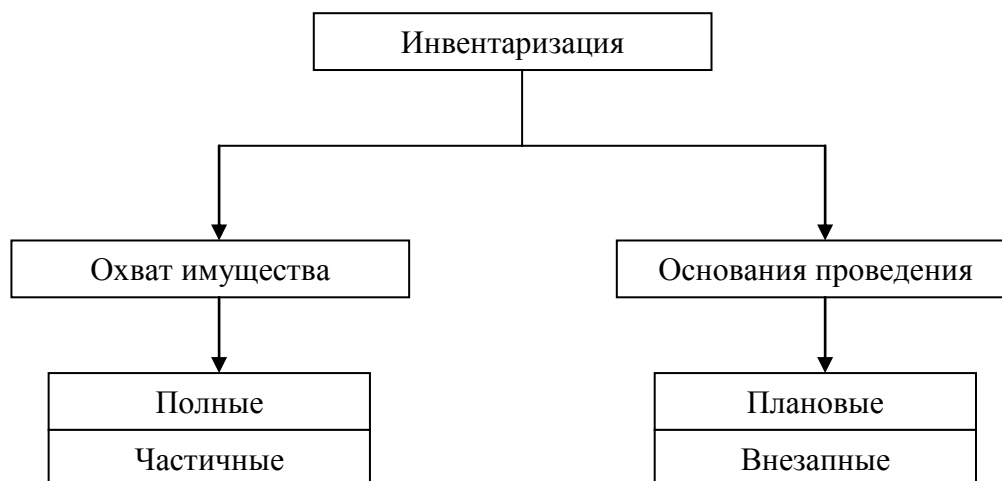 Инвентаризация
Охват имущества
Основания проведения
Полные
Частичные
Плановые
Внезапные